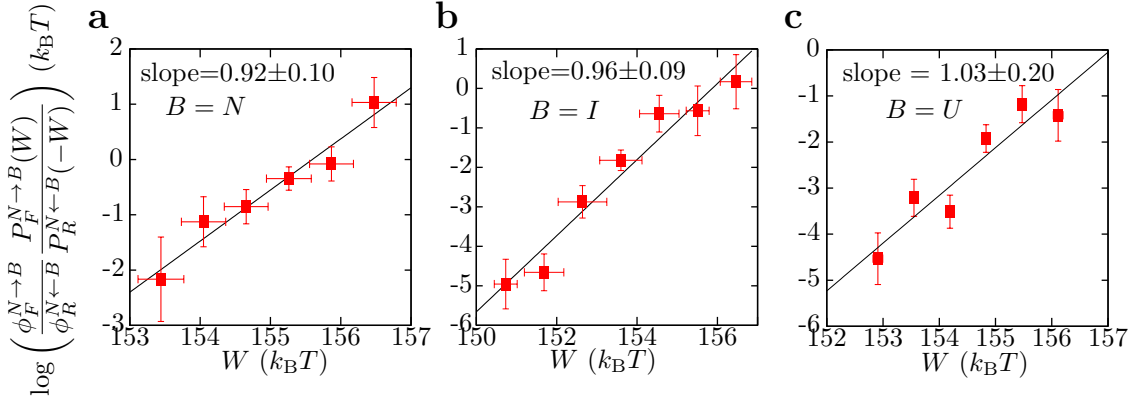 a
b
c
log ( ϕ_F^{N→B} / ϕ_R^{N←B} P_F^{N→B}(W) / P_R^{N←B}(−W) ) (k_BT)
slope=0.92±0.10
B = N
2
1
0
-1
-2
-3
153 154 155 156 157
W (k_BT)
slope=0.96±0.09
B = I
1
0
-1
-2
-3
-4
-5
-6
150 152 154 156
W (k_BT)
slope = 1.03±0.20
B = U
0
-1
-2
-3
-4
-5
-6
152 153 154 155 156 157
W (k_BT)